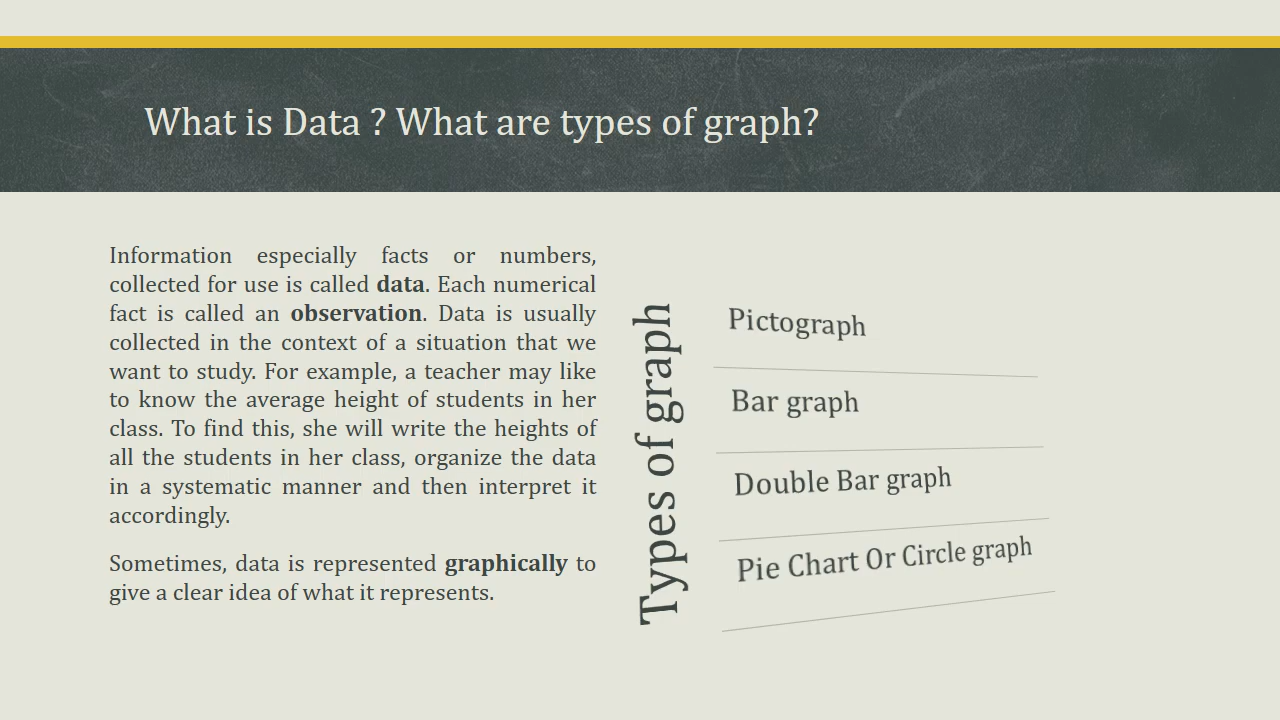 What is Data ? What are types of graph?
Information especially facts or numbers,
collected for use is called data. Each numerical
fact is called an observation. Data is usually
collected in the context of a situation that we
want to study. For example, a teacher may like
to know the average height of students in her
class. To find this, she will write the heights of
all the students in her class, organize the data
in a systematic manner and then interpret it
accordingly.
Sometimes, data is represented graphically to
give a clear idea of what it represents.
Types of graph
Pictograph
Bar graph
Double Bar graph
Pie Chart Or Circle graph